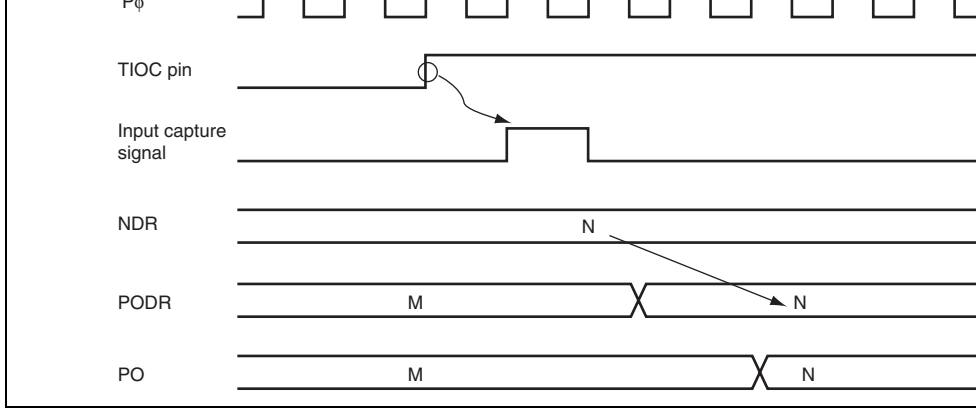 Pφ
TIOC pin
Input capture
signal
NDR
N
PODR
M
N
PO
M
N